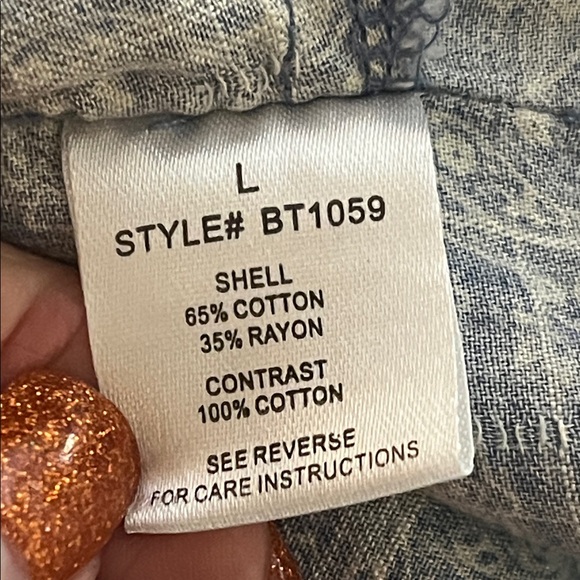 L
STYLE# BT1059
SHELL
65% COTTON
35% RAYON
CONTRAST
100% COTTON
SEE REVERSE
FOR CARE INSTRUCTIONS